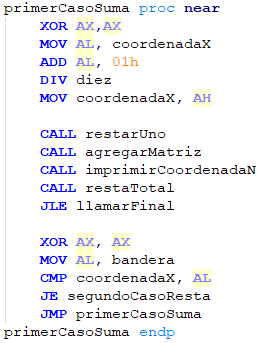 primerCasoSuma proc near
XOR AX,AX
MOV AL, coordenadaX
ADD AL, 01h
DIV diez
MOV coordenadaX, AH
CALL restarUno
CALL agregarMatriz
CALL imprimirCoordenadaN
CALL restaTotal
JLE llamarFinal
XOR AX, AX
MOV AL, bandera
CMP coordenadaX, AL
JE segundoCasoResta
JMP primerCasoSuma
primerCasoSuma endp